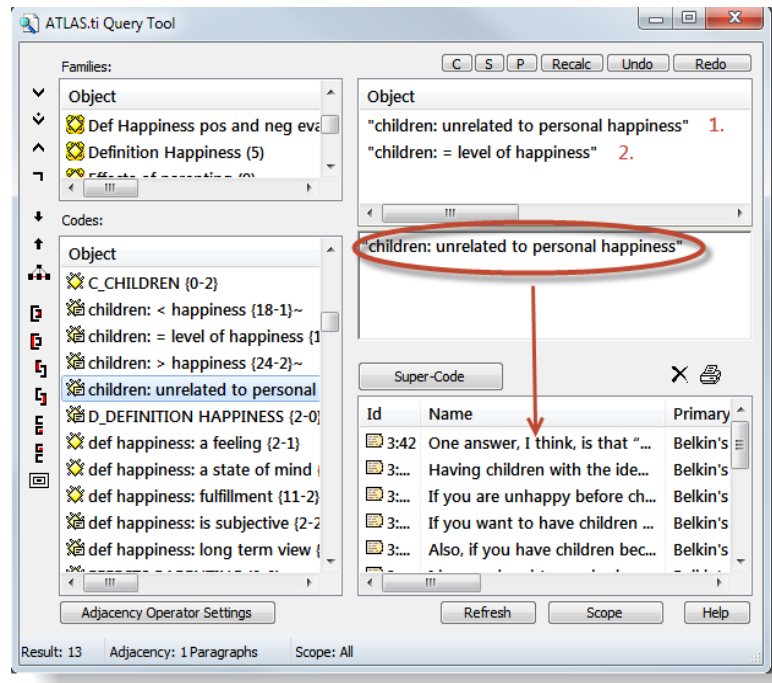 ATLAS.ti Query Tool
Families:
C S P Recalc Undo Redo
Object
Def Happiness pos and neg eva
Definition Happiness (5)
Object
"children: unrelated to personal happiness" 1.
"children: = level of happiness" 2.
Codes:
Object
C_CHILDREN {0-2}
children: < happiness {18-1}~
children: = level of happiness {1
children: > happiness {24-2}~
children: unrelated to personal
D_DEFINITION HAPPINESS {2-0}
def happiness: a feeling {2-1}
def happiness: a state of mind
def happiness: fulfillment {11-2}
def happiness: is subjective {2-2
def happiness: long term view {
"children: unrelated to personal happiness"
Super-Code
Id Name Primary
3:42 One answer, I think, is that “... Belkin's
3:... Having children with the ide... Belkin's
3:... If you are unhappy before ch... Belkin's
3:... If you want to have children ... Belkin's
3:... Also, if you have children bec... Belkin's
Adjacency Operator Settings
Refresh Scope Help
Result: 13 Adjacency: 1 Paragraphs Scope: All